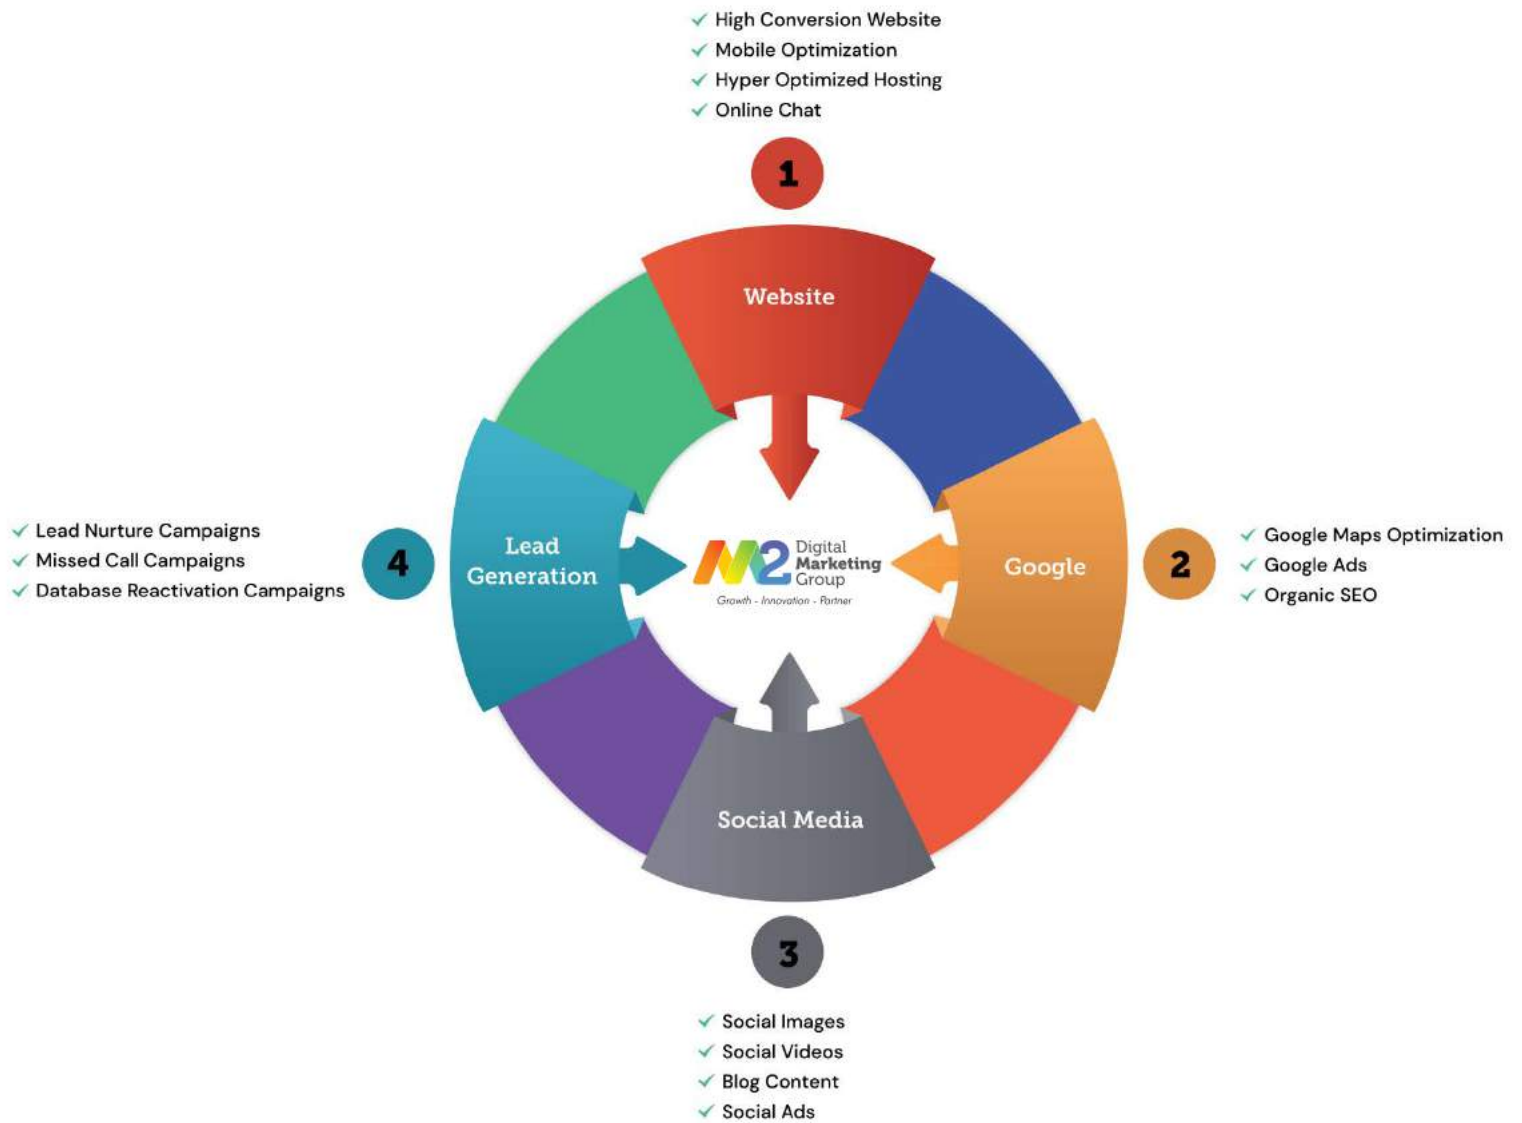 High Conversion Website
Mobile Optimization
Hyper Optimized Hosting
Online Chat
1
Website
Google
2
Google Maps Optimization
Google Ads
Organic SEO
Social Media
3
Social Images
Social Videos
Blog Content
Social Ads
Lead
Generation
4
Lead Nurture Campaigns
Missed Call Campaigns
Database Reactivation Campaigns
M2 Digital
Marketing
Group
Growth - Innovation - Partner